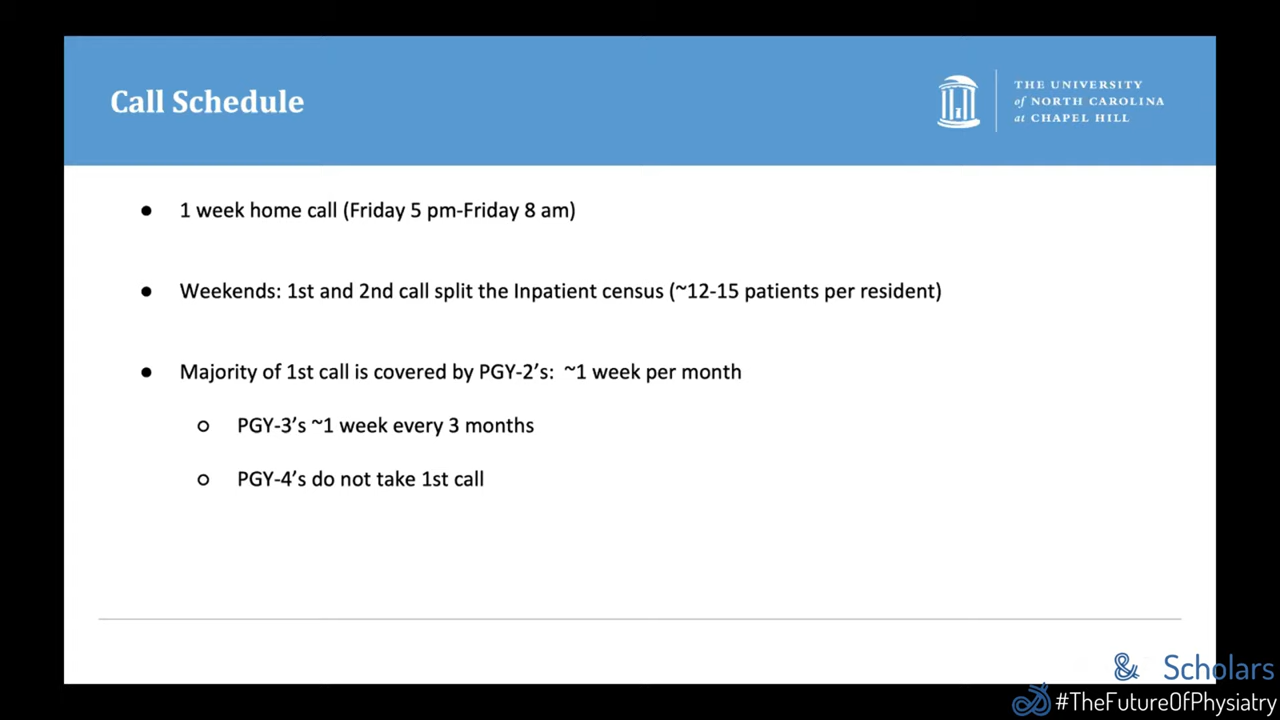 Call Schedule
THE UNIVERSITY
of NORTH CAROLINA
at CHAPEL HILL
● 1 week home call (Friday 5 pm-Friday 8 am)
● Weekends: 1st and 2nd call split the Inpatient census (~12-15 patients per resident)
● Majority of 1st call is covered by PGY-2’s:  ~1 week per month
○ PGY-3’s ~1 week every 3 months
○ PGY-4’s do not take 1st call
& Scholars
#TheFutureOfPhysiatry